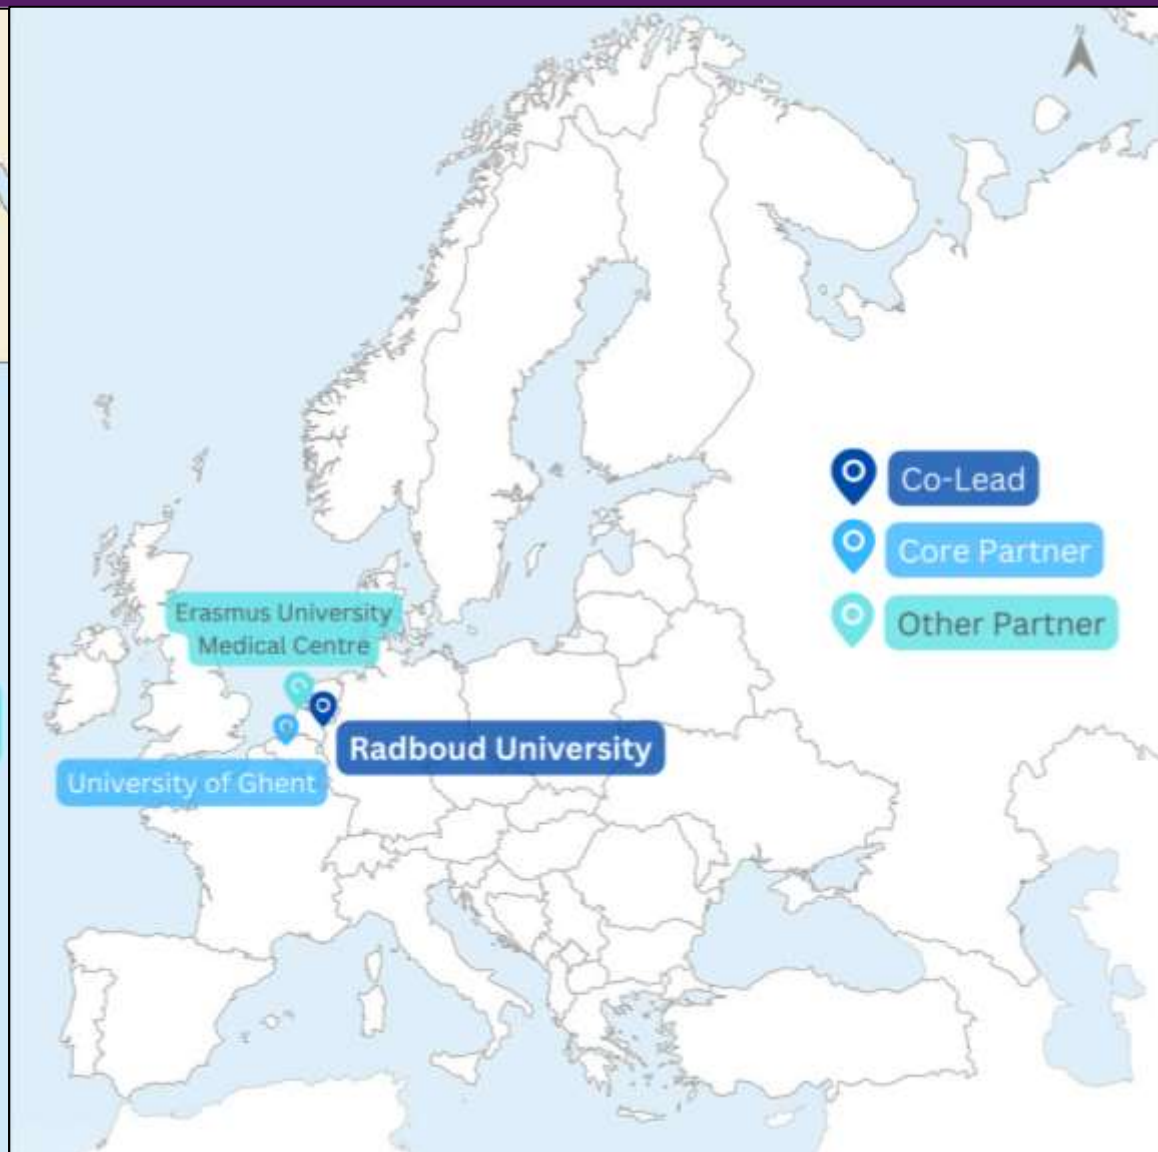 N
Co-Lead
Core Partner
Other Partner
Erasmus University
Medical Centre
Radboud University
University of Ghent